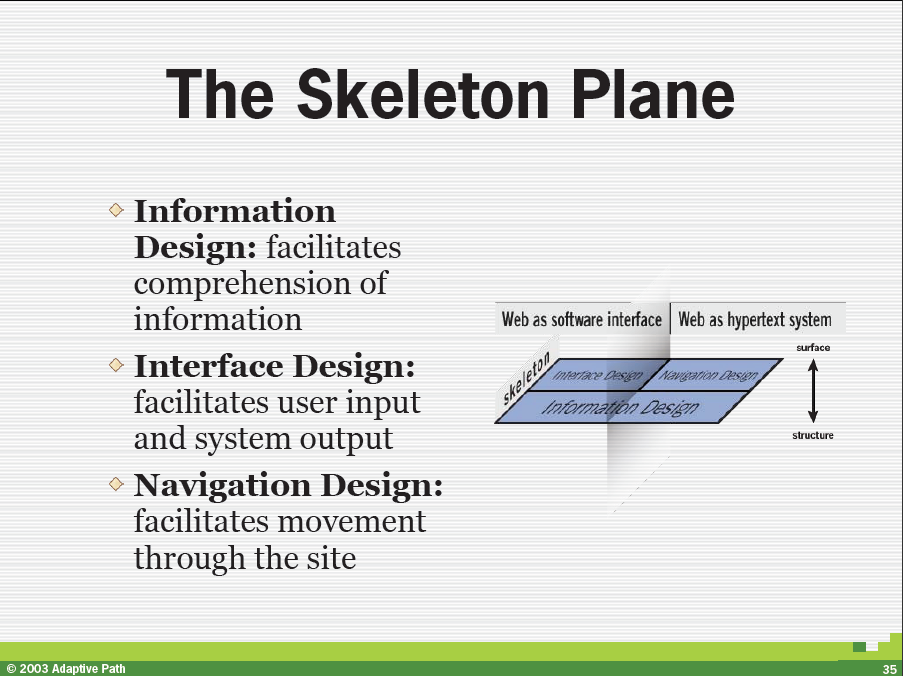 The Skeleton Plane
Information
Design: facilitates
comprehension of
information
Interface Design:
facilitates user input
and system output
Navigation Design:
facilitates movement
through the site
Web as software interface
Web as hypertext system
surface
skeleton
Interface Design
Navigation Design
Information Design
structure
© 2003 Adaptive Path
35